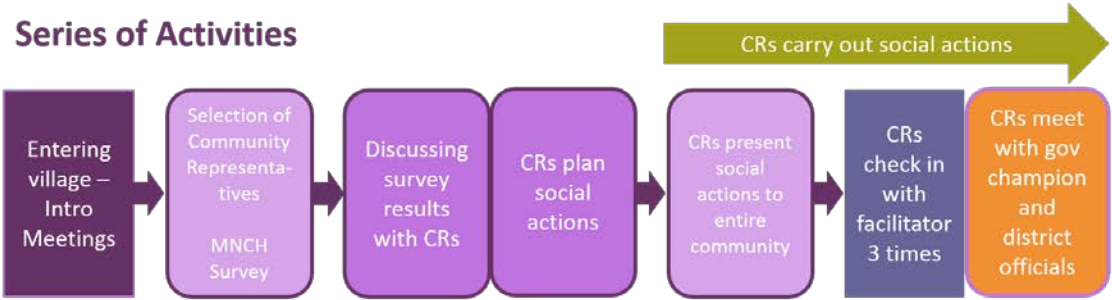 Series of Activities
CRs carry out social actions
Entering
village –
Intro
Meetings
Selection of
Community
Representa-
tives
MNCH
Survey
Discussing
survey
results
with CRs
CRs plan
social
actions
CRs present
social
actions to
entire
community
CRs
check in
with
facilitator
3 times
CRs meet
with gov
champion
and
district
officials